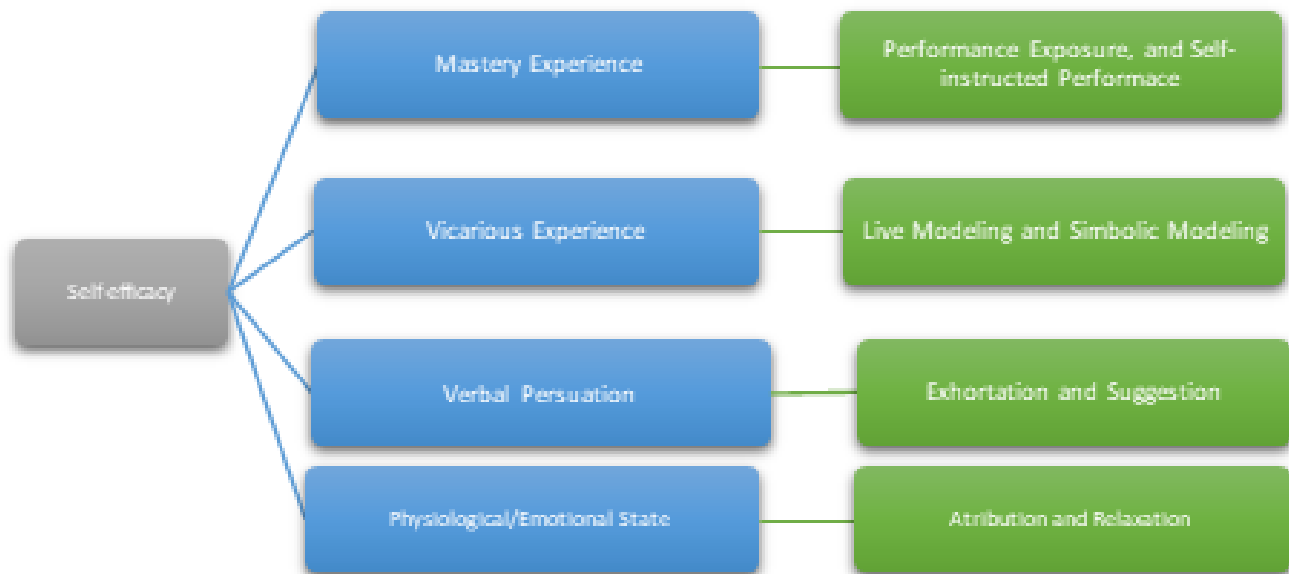 Mastery Experience
Performance Exposure, and Self-
instructed Performace
Vicarious Experience
Live Modeling and Simbolic Modeling
Self-efficacy
Verbal Persuation
Exhortation and Suggestion
Physiological/Emotional State
Atribution and Relaxation